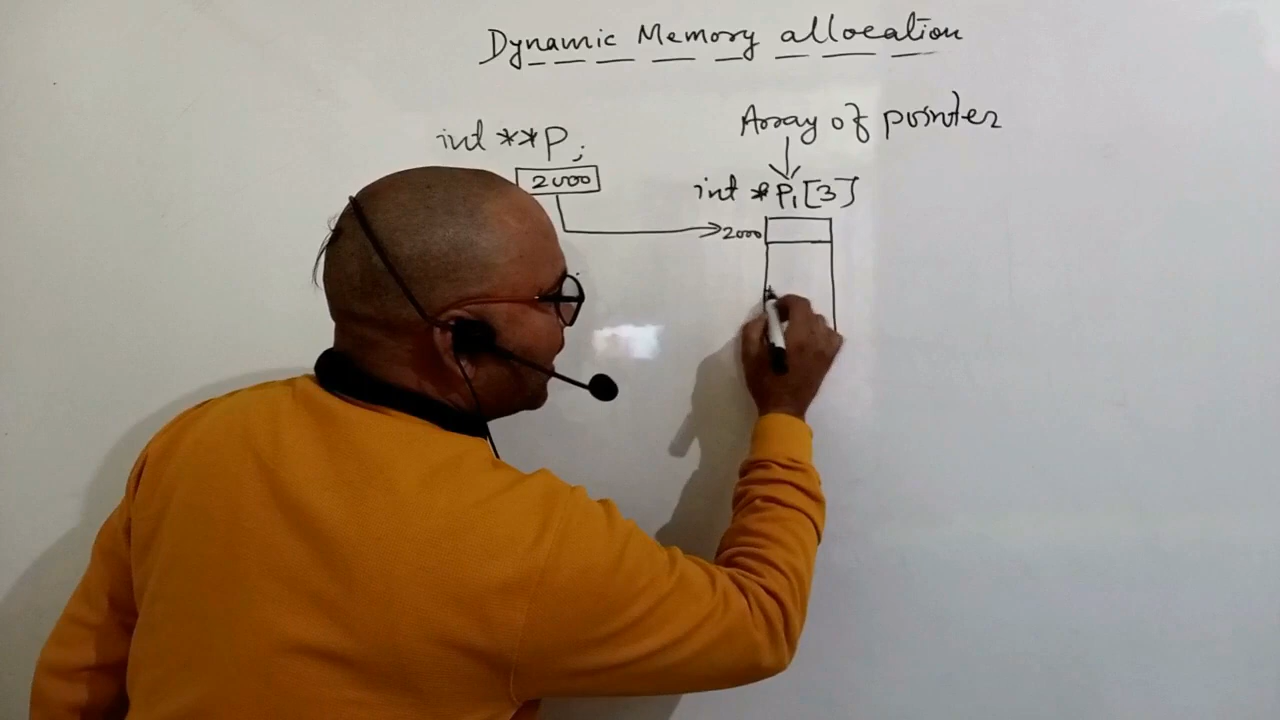 Dynamic Memory allocation
int **P;
2000
Array of pointer
int *P1[3]
2000